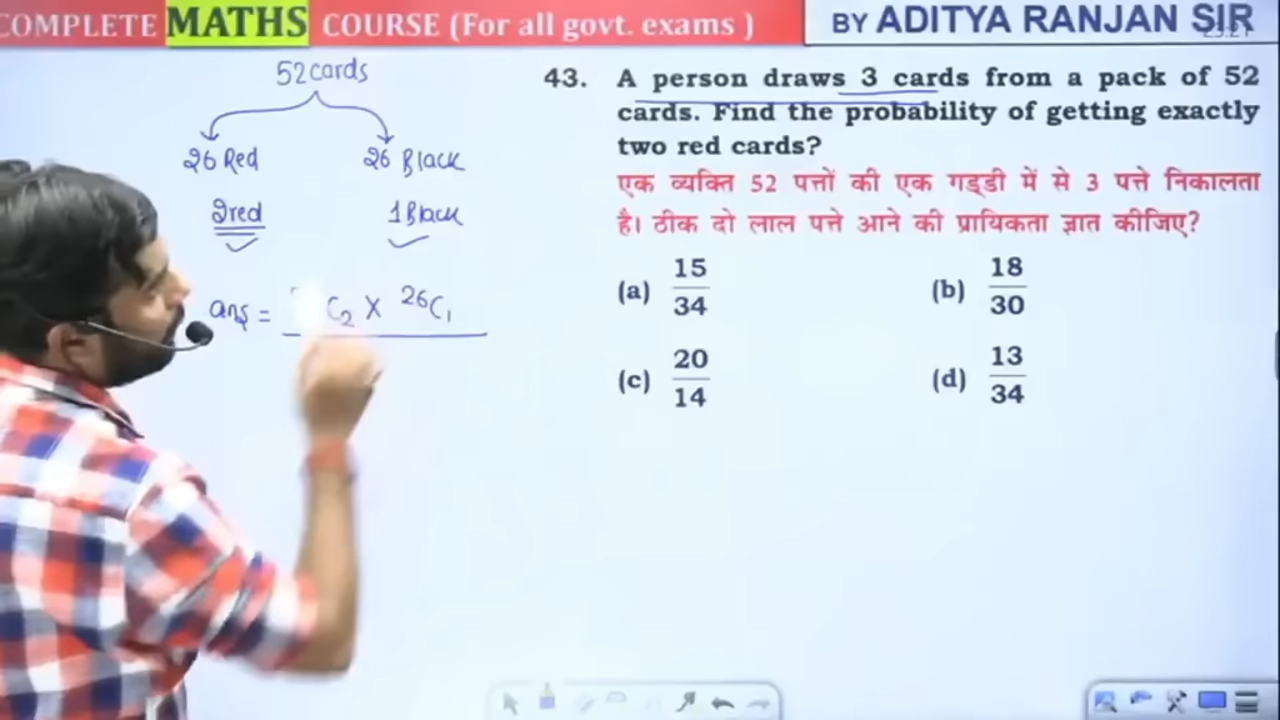 COMPLETE MATHS COURSE (For all govt. exams )
BY ADITYA RANJAN SIR
52 cards
26 Red 26 Black
2red 1 Black
ans = C₂ X ²⁶C₁
43. A person draws 3 cards from a pack of 52
cards. Find the probability of getting exactly
two red cards?
एक व्यक्ति 52 पत्तों की एक गड्डी में से 3 पत्ते निकालता
है। ठीक दो लाल पत्ते आने की प्रायिकता ज्ञात कीजिए?
(a) 15/34 (b) 18/30
(c) 20/14 (d) 13/34